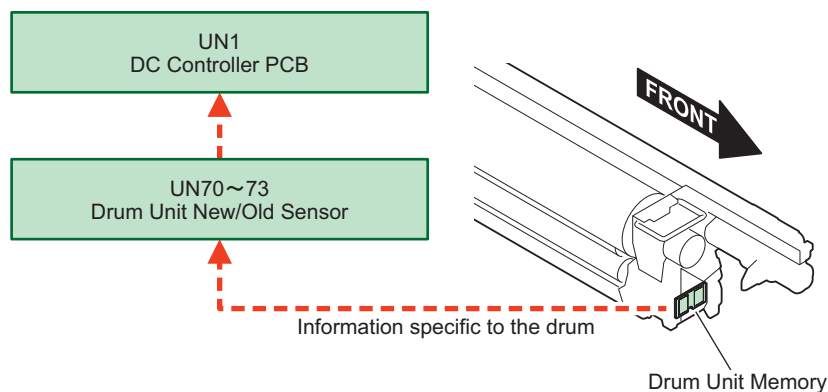 UN1
DC Controller PCB
FRONT
UN70～73
Drum Unit New/Old Sensor
Information specific to the drum
Drum Unit Memory